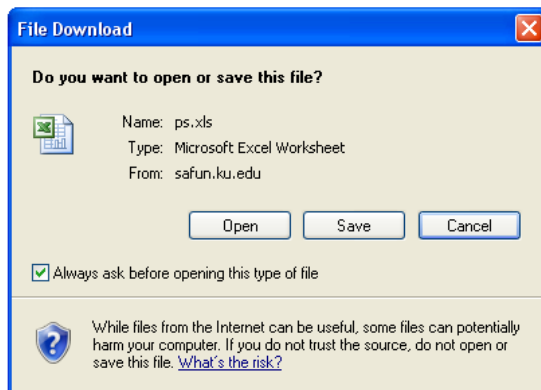 File Download
Do you want to open or save this file?
Name: ps.xls
Type: Microsoft Excel Worksheet
From: safun.ku.edu
Open Save Cancel
Always ask before opening this type of file
While files from the Internet can be useful, some files can potentially
harm your computer. If you do not trust the source, do not open or
save this file. What's the risk?